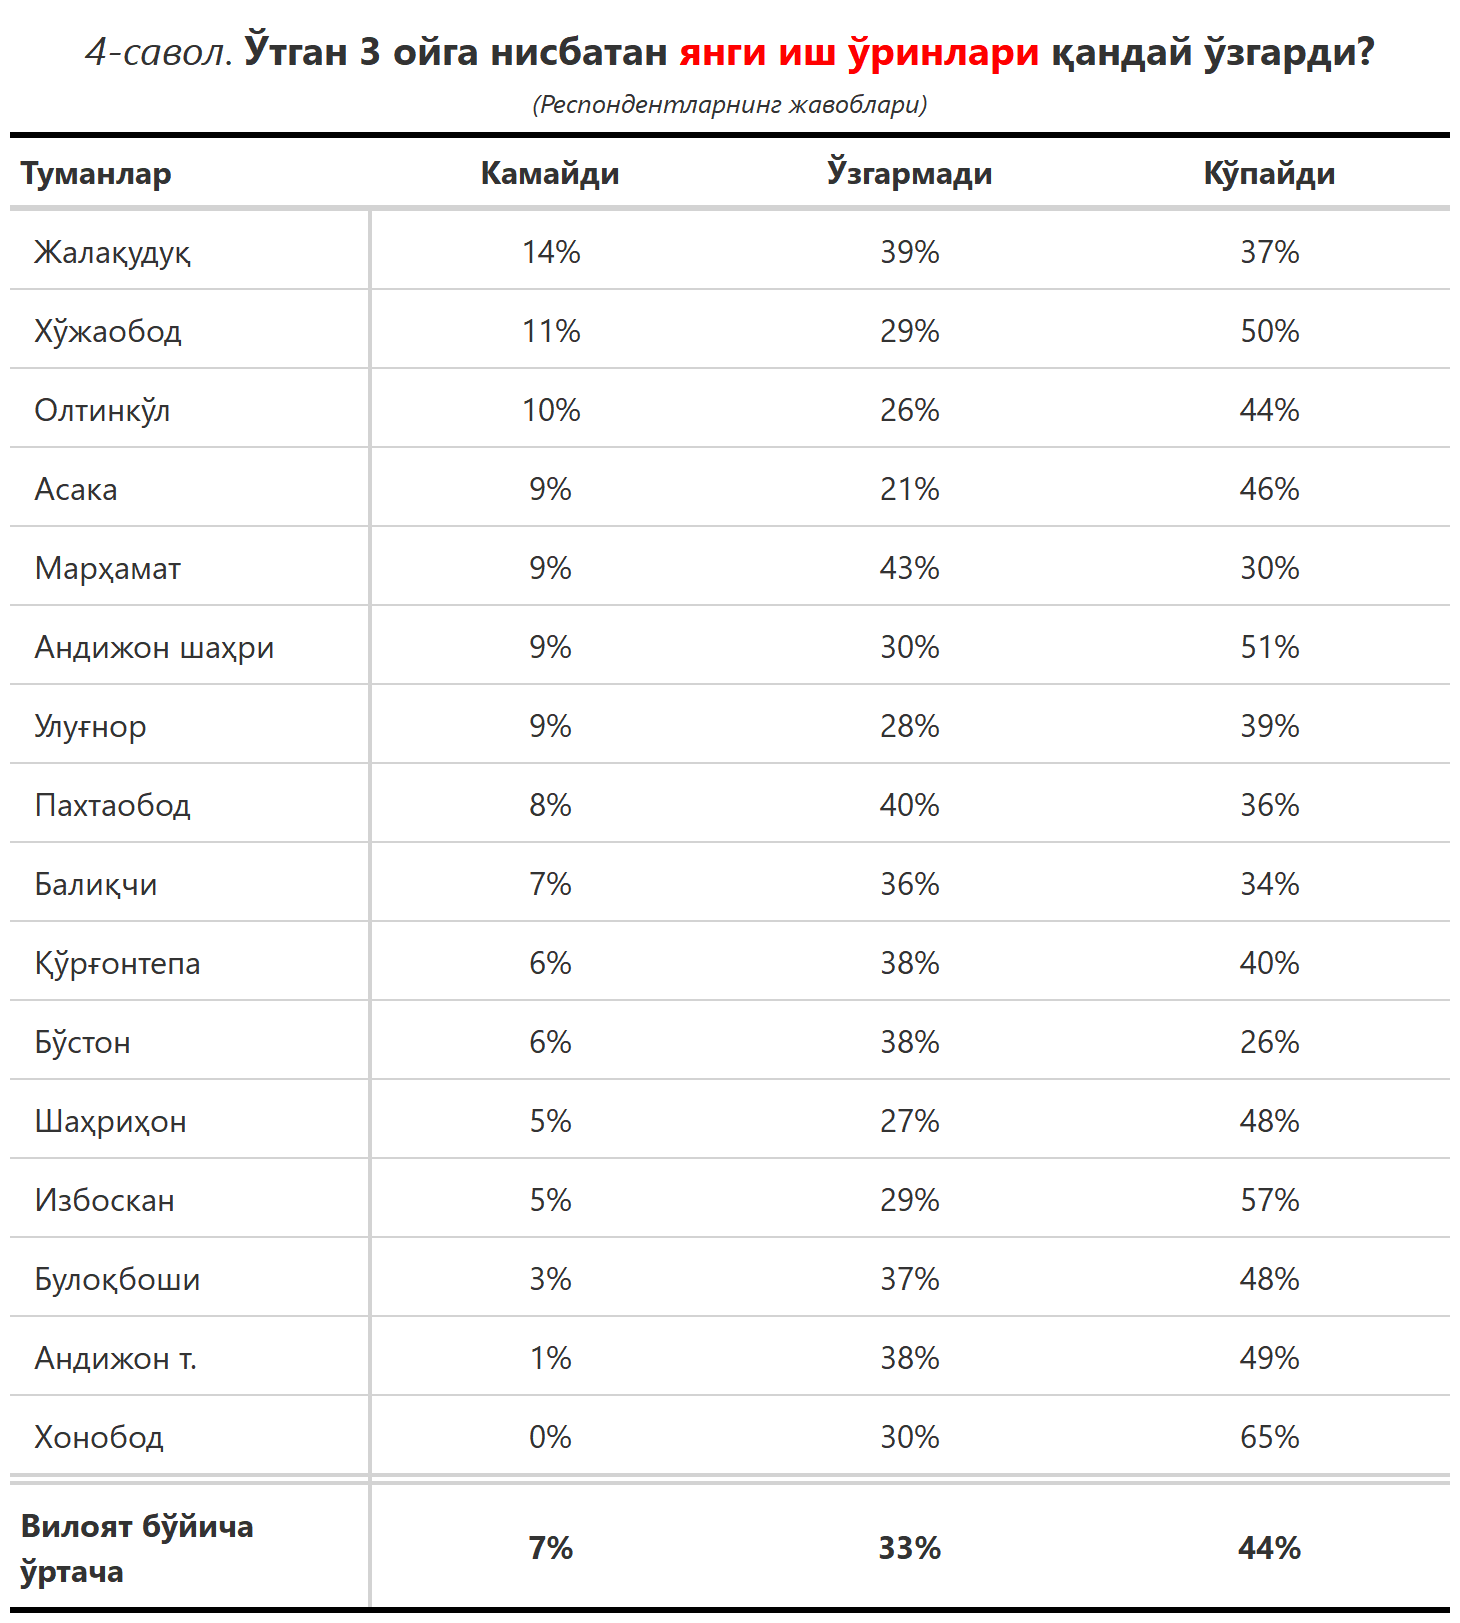 4-савол. Ўтган 3 ойга нисбатан янги иш ўринлари қандай ўзгарди?
(Респондентларнинг жавоблари)
Туманлар Камайди Ўзгармади Кўпайди
Жалақудуқ 14% 39% 37%
Хўжаобод 11% 29% 50%
Олтинкўл 10% 26% 44%
Асака 9% 21% 46%
Марҳамат 9% 43% 30%
Андижон шаҳри 9% 30% 51%
Улуғнор 9% 28% 39%
Пахтаобод 8% 40% 36%
Балиқчи 7% 36% 34%
Қўрғонтепа 6% 38% 40%
Бўстон 6% 38% 26%
Шаҳриҳон 5% 27% 48%
Избоскан 5% 29% 57%
Булоқбоши 3% 37% 48%
Андижон т. 1% 38% 49%
Хонобод 0% 30% 65%
Вилоят бўйича
ўртача 7% 33% 44%